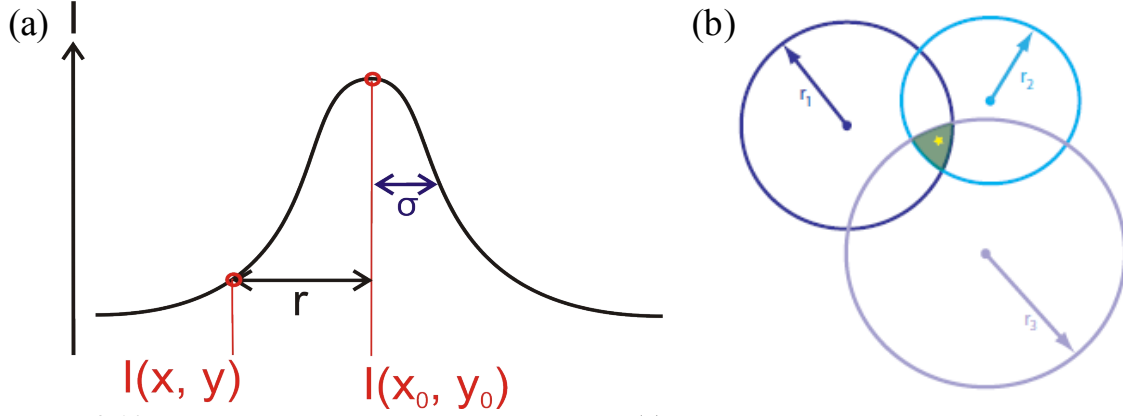 (a)
I
σ
r
I(x, y)
I(x₀, y₀)
(b)
r₁
r₂
r₃